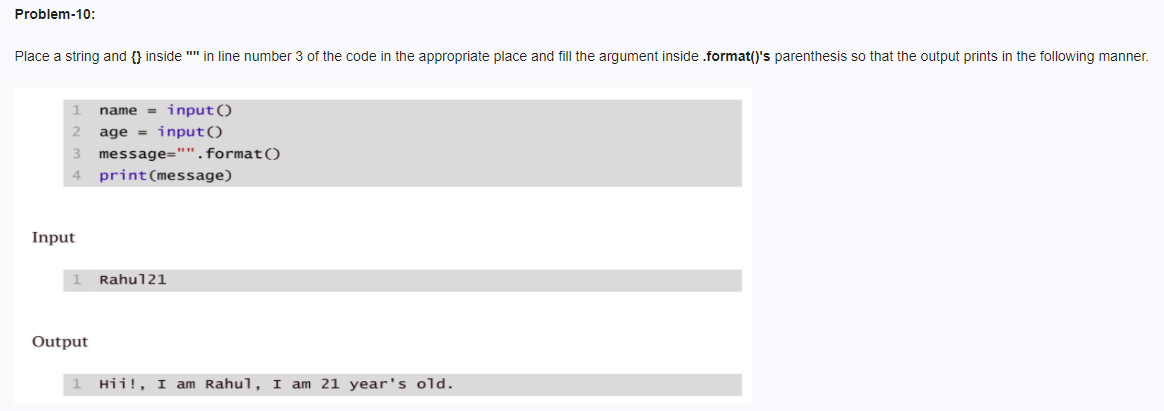 Problem-10:
Place a string and {} inside "" in line number 3 of the code in the appropriate place and fill the argument inside .format()'s parenthesis so that the output prints in the following manner.
1 name = input()
2 age = input()
3 message="".format()
4 print(message)
Input
1 Rahul21
Output
1 Hii!, I am Rahul, I am 21 year's old.